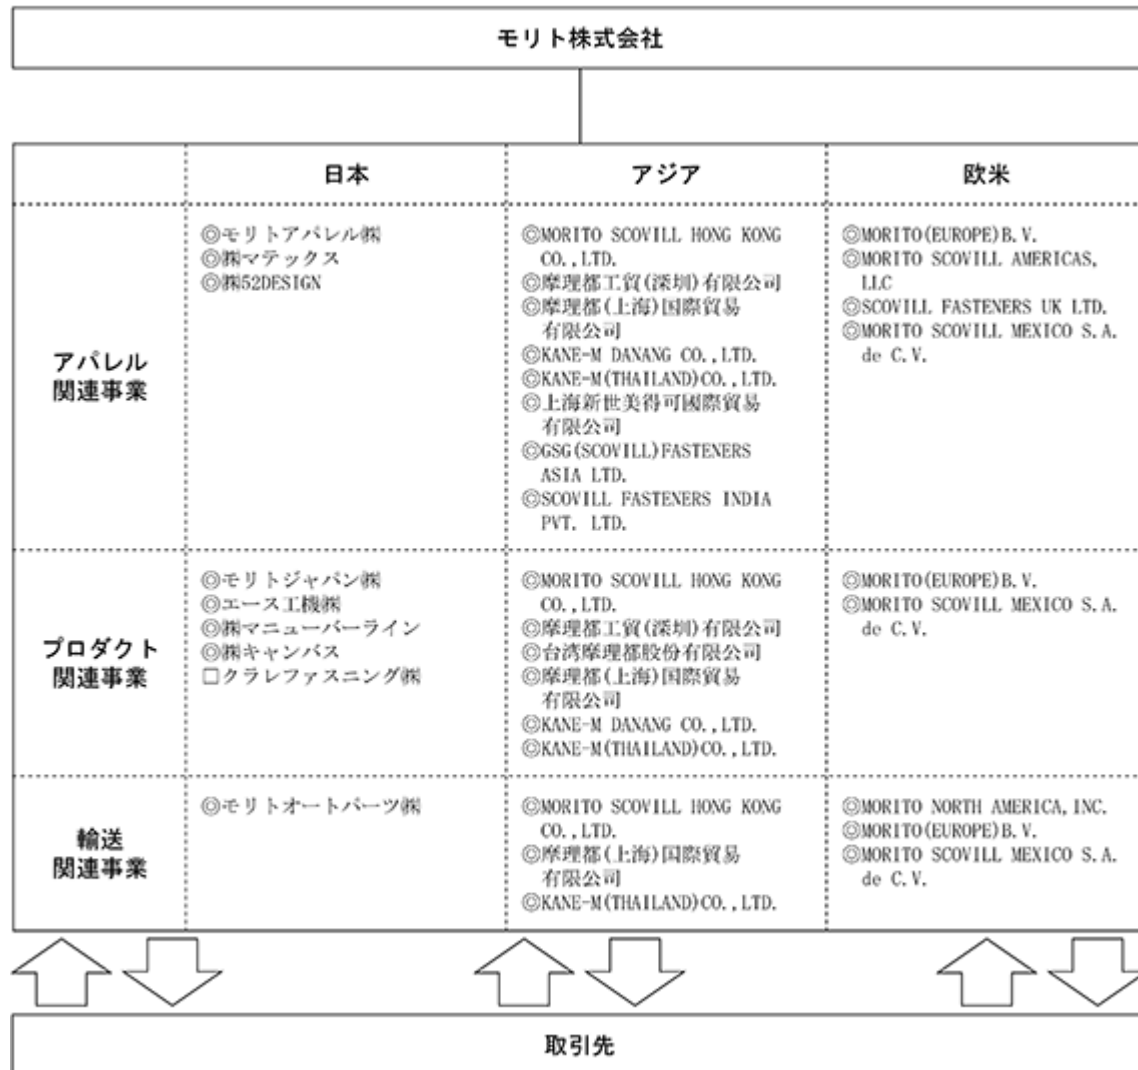 モリト株式会社
日本
アジア
欧米
アパレル
関連事業
◎モリトアパレル㈱
◎㈱マテックス
◎㈱52DESIGN
◎MORITO SCOVILL HONG KONG
CO.,LTD.
◎摩理都工貿(深圳)有限公司
◎摩理都(上海)国際貿易
有限公司
◎KANE-M DANANG CO.,LTD.
◎KANE-M(THAILAND)CO.,LTD.
◎上海新世美得可國際貿易
有限公司
◎GSG(SCOVILL)FASTENERS
ASIA LTD.
◎SCOVILL FASTENERS INDIA
PVT. LTD.
◎MORITO(EUROPE)B.V.
◎MORITO SCOVILL AMERICAS,
LLC
◎SCOVILL FASTENERS UK LTD.
◎MORITO SCOVILL MEXICO S.A.
de C.V.
プロダクト
関連事業
◎モリトジャパン㈱
◎エース工機㈱
◎㈱マニューバーライン
◎㈱キャンバス
□クラレファスニング㈱
◎MORITO SCOVILL HONG KONG
CO.,LTD.
◎摩理都工貿(深圳)有限公司
◎台湾摩理都股份有限公司
◎摩理都(上海)国際貿易
有限公司
◎KANE-M DANANG CO.,LTD.
◎KANE-M(THAILAND)CO.,LTD.
◎MORITO(EUROPE)B.V.
◎MORITO SCOVILL MEXICO S.A.
de C.V.
輸送
関連事業
◎モリトオートパーツ㈱
◎MORITO SCOVILL HONG KONG
CO.,LTD.
◎摩理都(上海)国際貿易
有限公司
◎KANE-M(THAILAND)CO.,LTD.
◎MORITO NORTH AMERICA,INC.
◎MORITO(EUROPE)B.V.
◎MORITO SCOVILL MEXICO S.A.
de C.V.
取引先